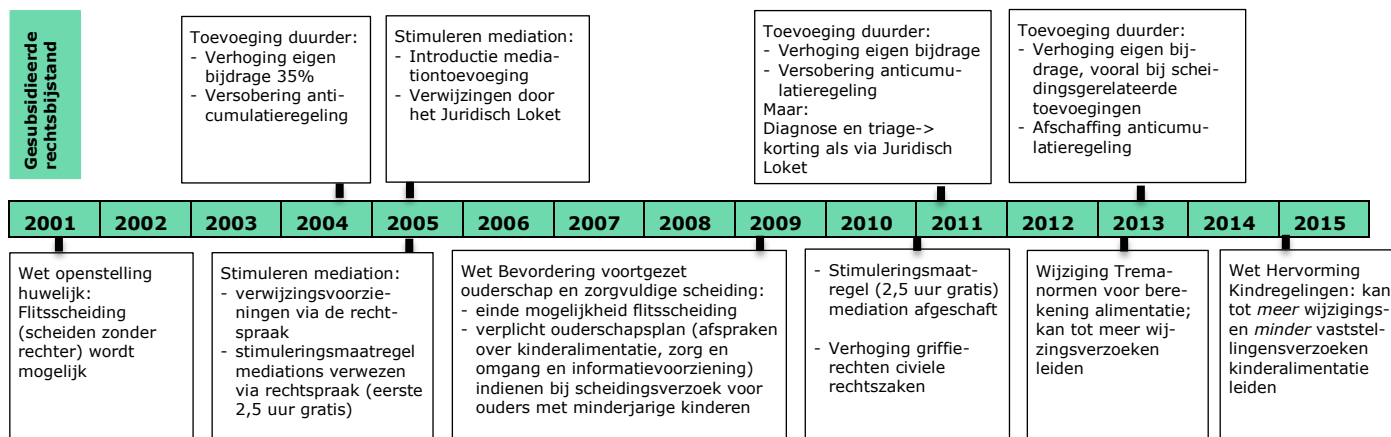 Gesubsidieerde
rechtsbijstand
Toevoeging duurder:
- Verhoging eigen
bijdrage 35%
- Versobering anti-
cumulatieregeling
Stimuleren mediation:
- Introductie medi-
ationtoevoeging
- Verwijzingen door
het Juridisch Loket
Toevoeging duurder:
- Verhoging eigen bijdrage
- Versobering anticumu-
latieregeling
Maar:
Diagnose en triage->
korting als via Juridisch
Loket
Toevoeging duurder:
- Verhoging eigen bij-
drage, vooral bij schei-
dingsgerelateerde
toevoegingen
- Afschaffing anticumu-
latieregeling
2001 2002 2003 2004 2005 2006 2007 2008 2009 2010 2011 2012 2013 2014 2015
Wet openstelling
huwelijk:
Flitsscheiding
(scheiden zonder
rechter) wordt
mogelijk
Stimuleren mediation:
- verwijzingsvoorzie-
ningen via de recht-
spraak
- stimuleringsmaatregel
mediations verwezen
via rechtspraak (eerste
2,5 uur gratis)
Wet Bevordering voortgezet
ouderschap en zorgvuldige scheiding:
- einde mogelijkheid flitsscheiding
- verplicht ouderschapsplan (afspraken
over kinderalimentatie, zorg en
omgang en informatievoorziening)
indienen bij scheidingsverzoek voor
ouders met minderjarige kinderen
- Stimuleringsmaat-
regel (2,5 uur gratis)
mediation afgeschaft
- Verhoging griffie-
rechten civiele
rechtszaken
Wijziging Trema-
normen voor bere-
kening alimentatie;
kan tot meer wij-
zingsverzoeken
leiden
Wet Hervorming
Kindregelingen: kan
tot meer wijzigings-
en minder vaststel-
lingensverzoeken
kinderalimentatie
leiden